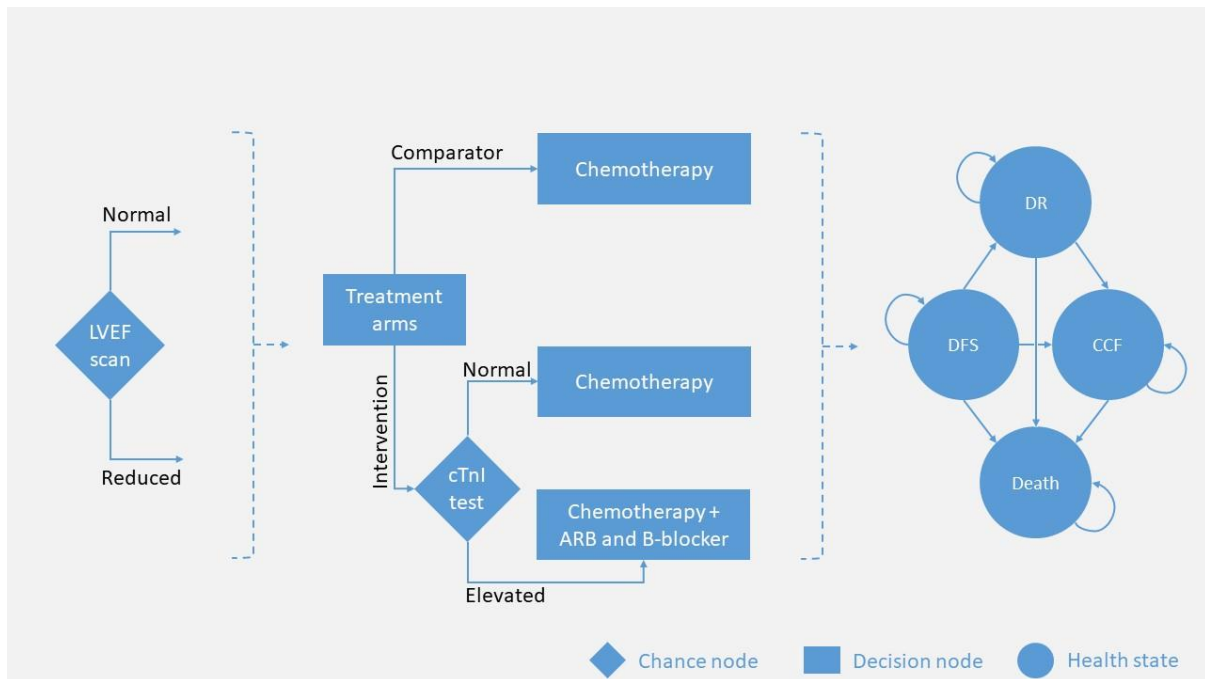 Normal
LVEF
scan
Reduced
Comparator
Chemotherapy
Treatment
arms
Intervention
Normal
Chemotherapy
cTnI
test
Chemotherapy +
ARB and B-blocker
Elevated
DR
DFS
CCF
Death
Chance node
Decision node
Health state